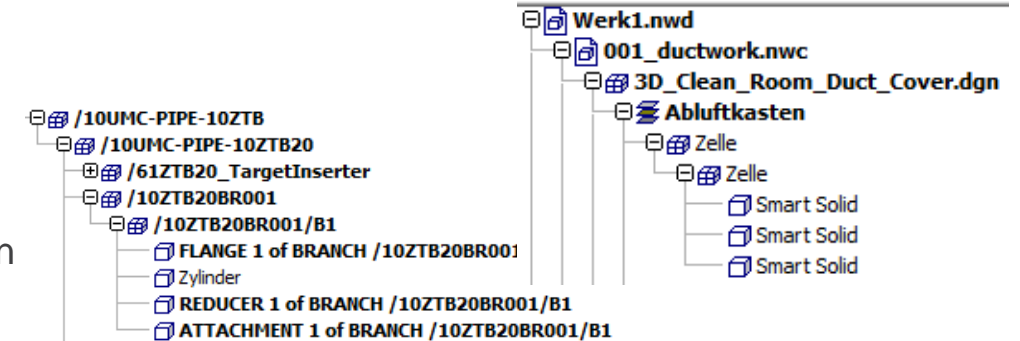 /10UMC-PIPE-10ZTB
/10UMC-PIPE-10ZTB20
/61ZTB20_TargetInserter
/10ZTB20BR001
/10ZTB20BR001/B1
FLANGE 1 of BRANCH /10ZTB20BR001
Zylinder
REDUCER 1 of BRANCH /10ZTB20BR001/B1
ATTACHMENT 1 of BRANCH /10ZTB20BR001/B1
n
Werk1.nwd
001_ductwork.nwc
3D_Clean_Room_Duct_Cover.dgn
Abluftkasten
Zelle
Zelle
Smart Solid
Smart Solid
Smart Solid